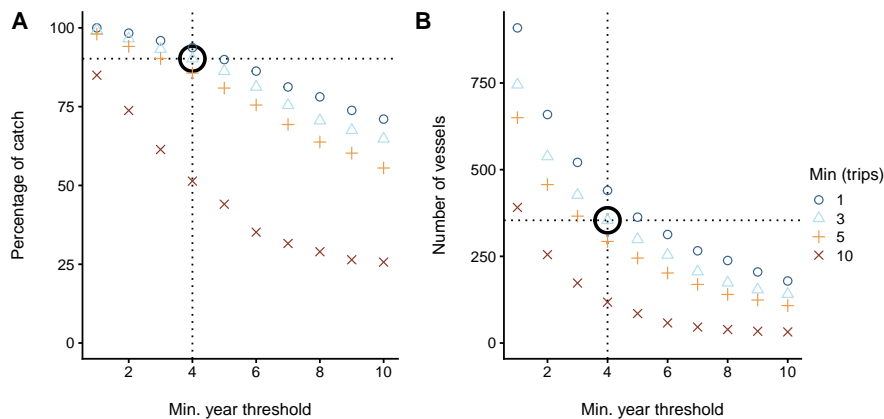 A
B
100
75
50
25
0
Percentage of catch
2 4 6 8 10
Min. year threshold
750
500
250
0
Number of vessels
2 4 6 8 10
Min. year threshold
Min (trips)
1
3
5
10